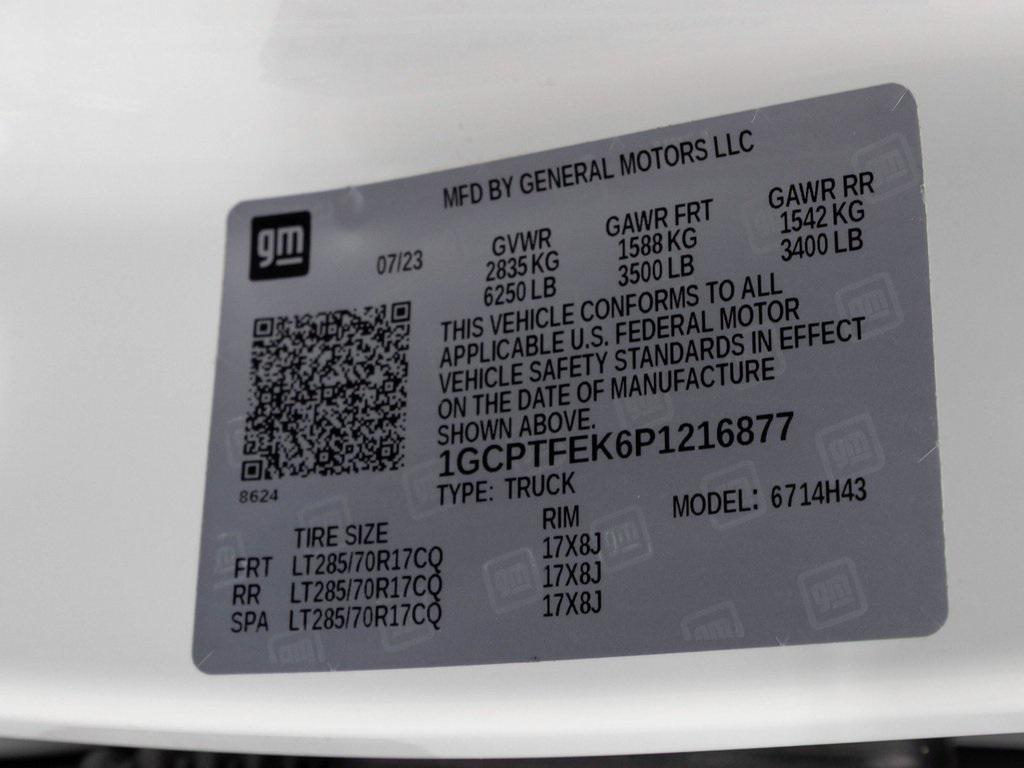 MFD BY GENERAL MOTORS LLC
gm
07/23
GVWR
2835 KG
6250 LB
GAWR FRT
1588 KG
3500 LB
GAWR RR
1542 KG
3400 LB
THIS VEHICLE CONFORMS TO ALL
APPLICABLE U.S. FEDERAL MOTOR
VEHICLE SAFETY STANDARDS IN EFFECT
ON THE DATE OF MANUFACTURE
SHOWN ABOVE.
1GCPTFEK6P1216877
8624
TYPE: TRUCK
MODEL: 6714H43
TIRE SIZE RIM
FRT LT285/70R17CQ 17X8J
RR LT285/70R17CQ 17X8J
SPA LT285/70R17CQ 17X8J